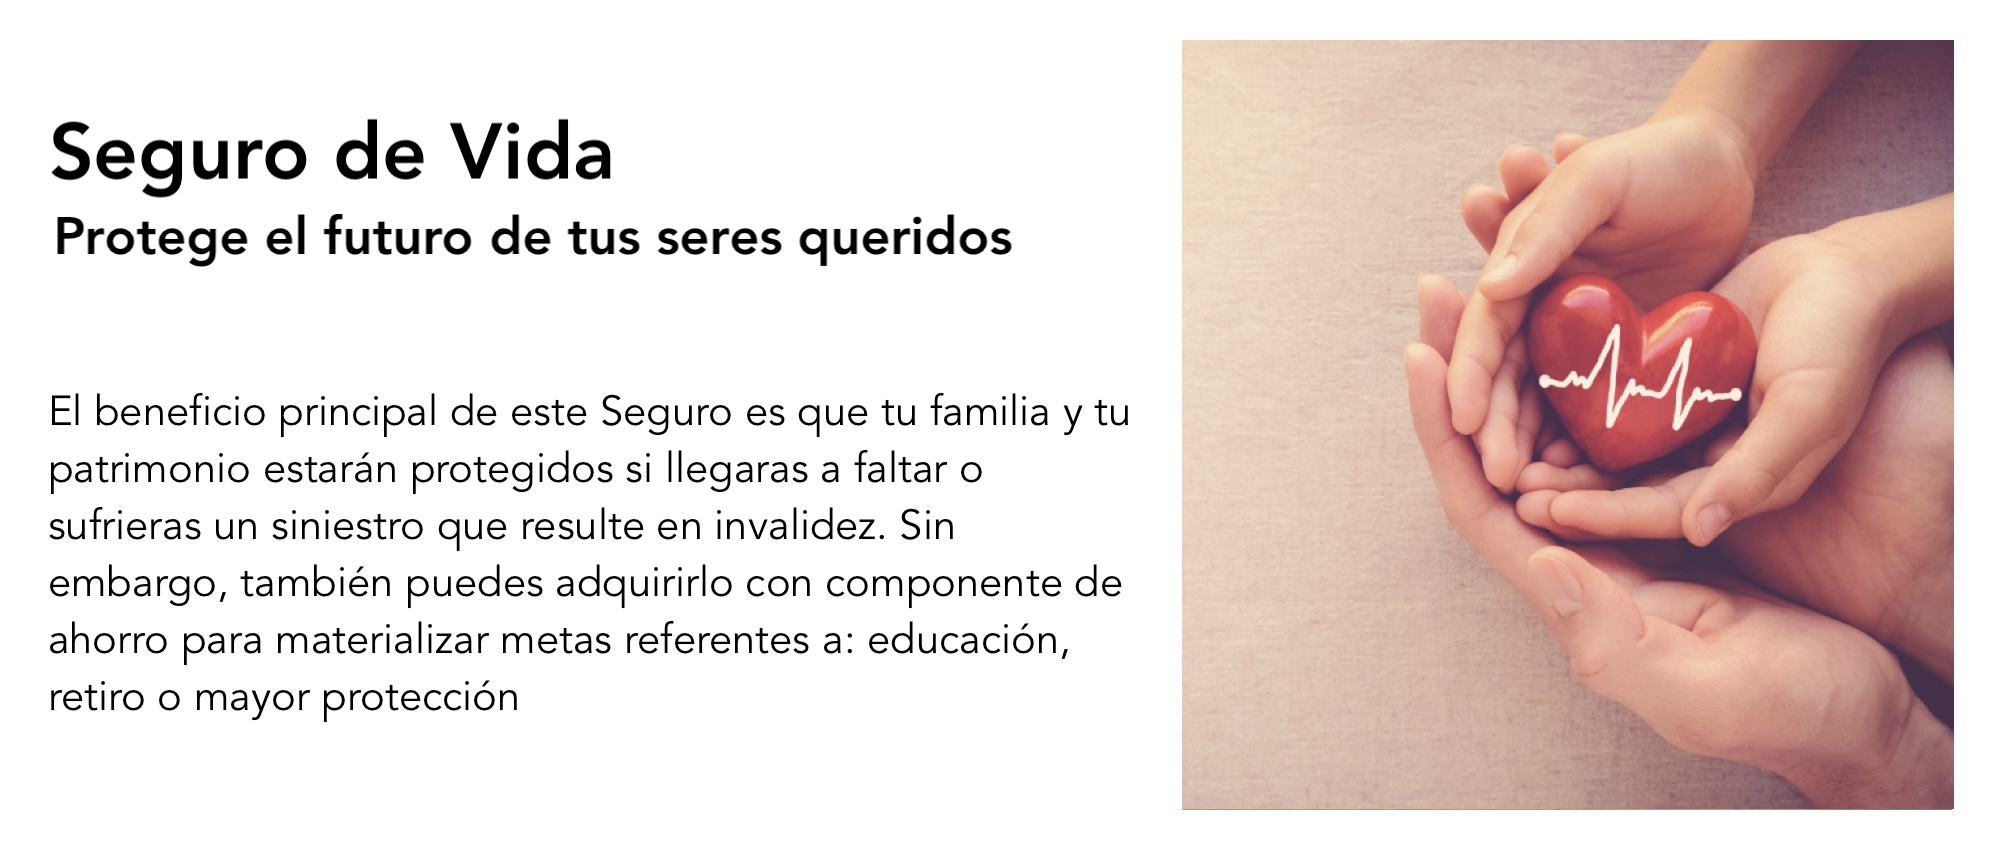 Seguro de Vida
Protege el futuro de tus seres queridos
El beneficio principal de este Seguro es que tu familia y tu
patrimonio estarán protegidos si llegaras a faltar o
sufrieras un siniestro que resulte en invalidez. Sin
embargo, también puedes adquirirlo con componente de
ahorro para materializar metas referentes a: educación,
retiro o mayor protección